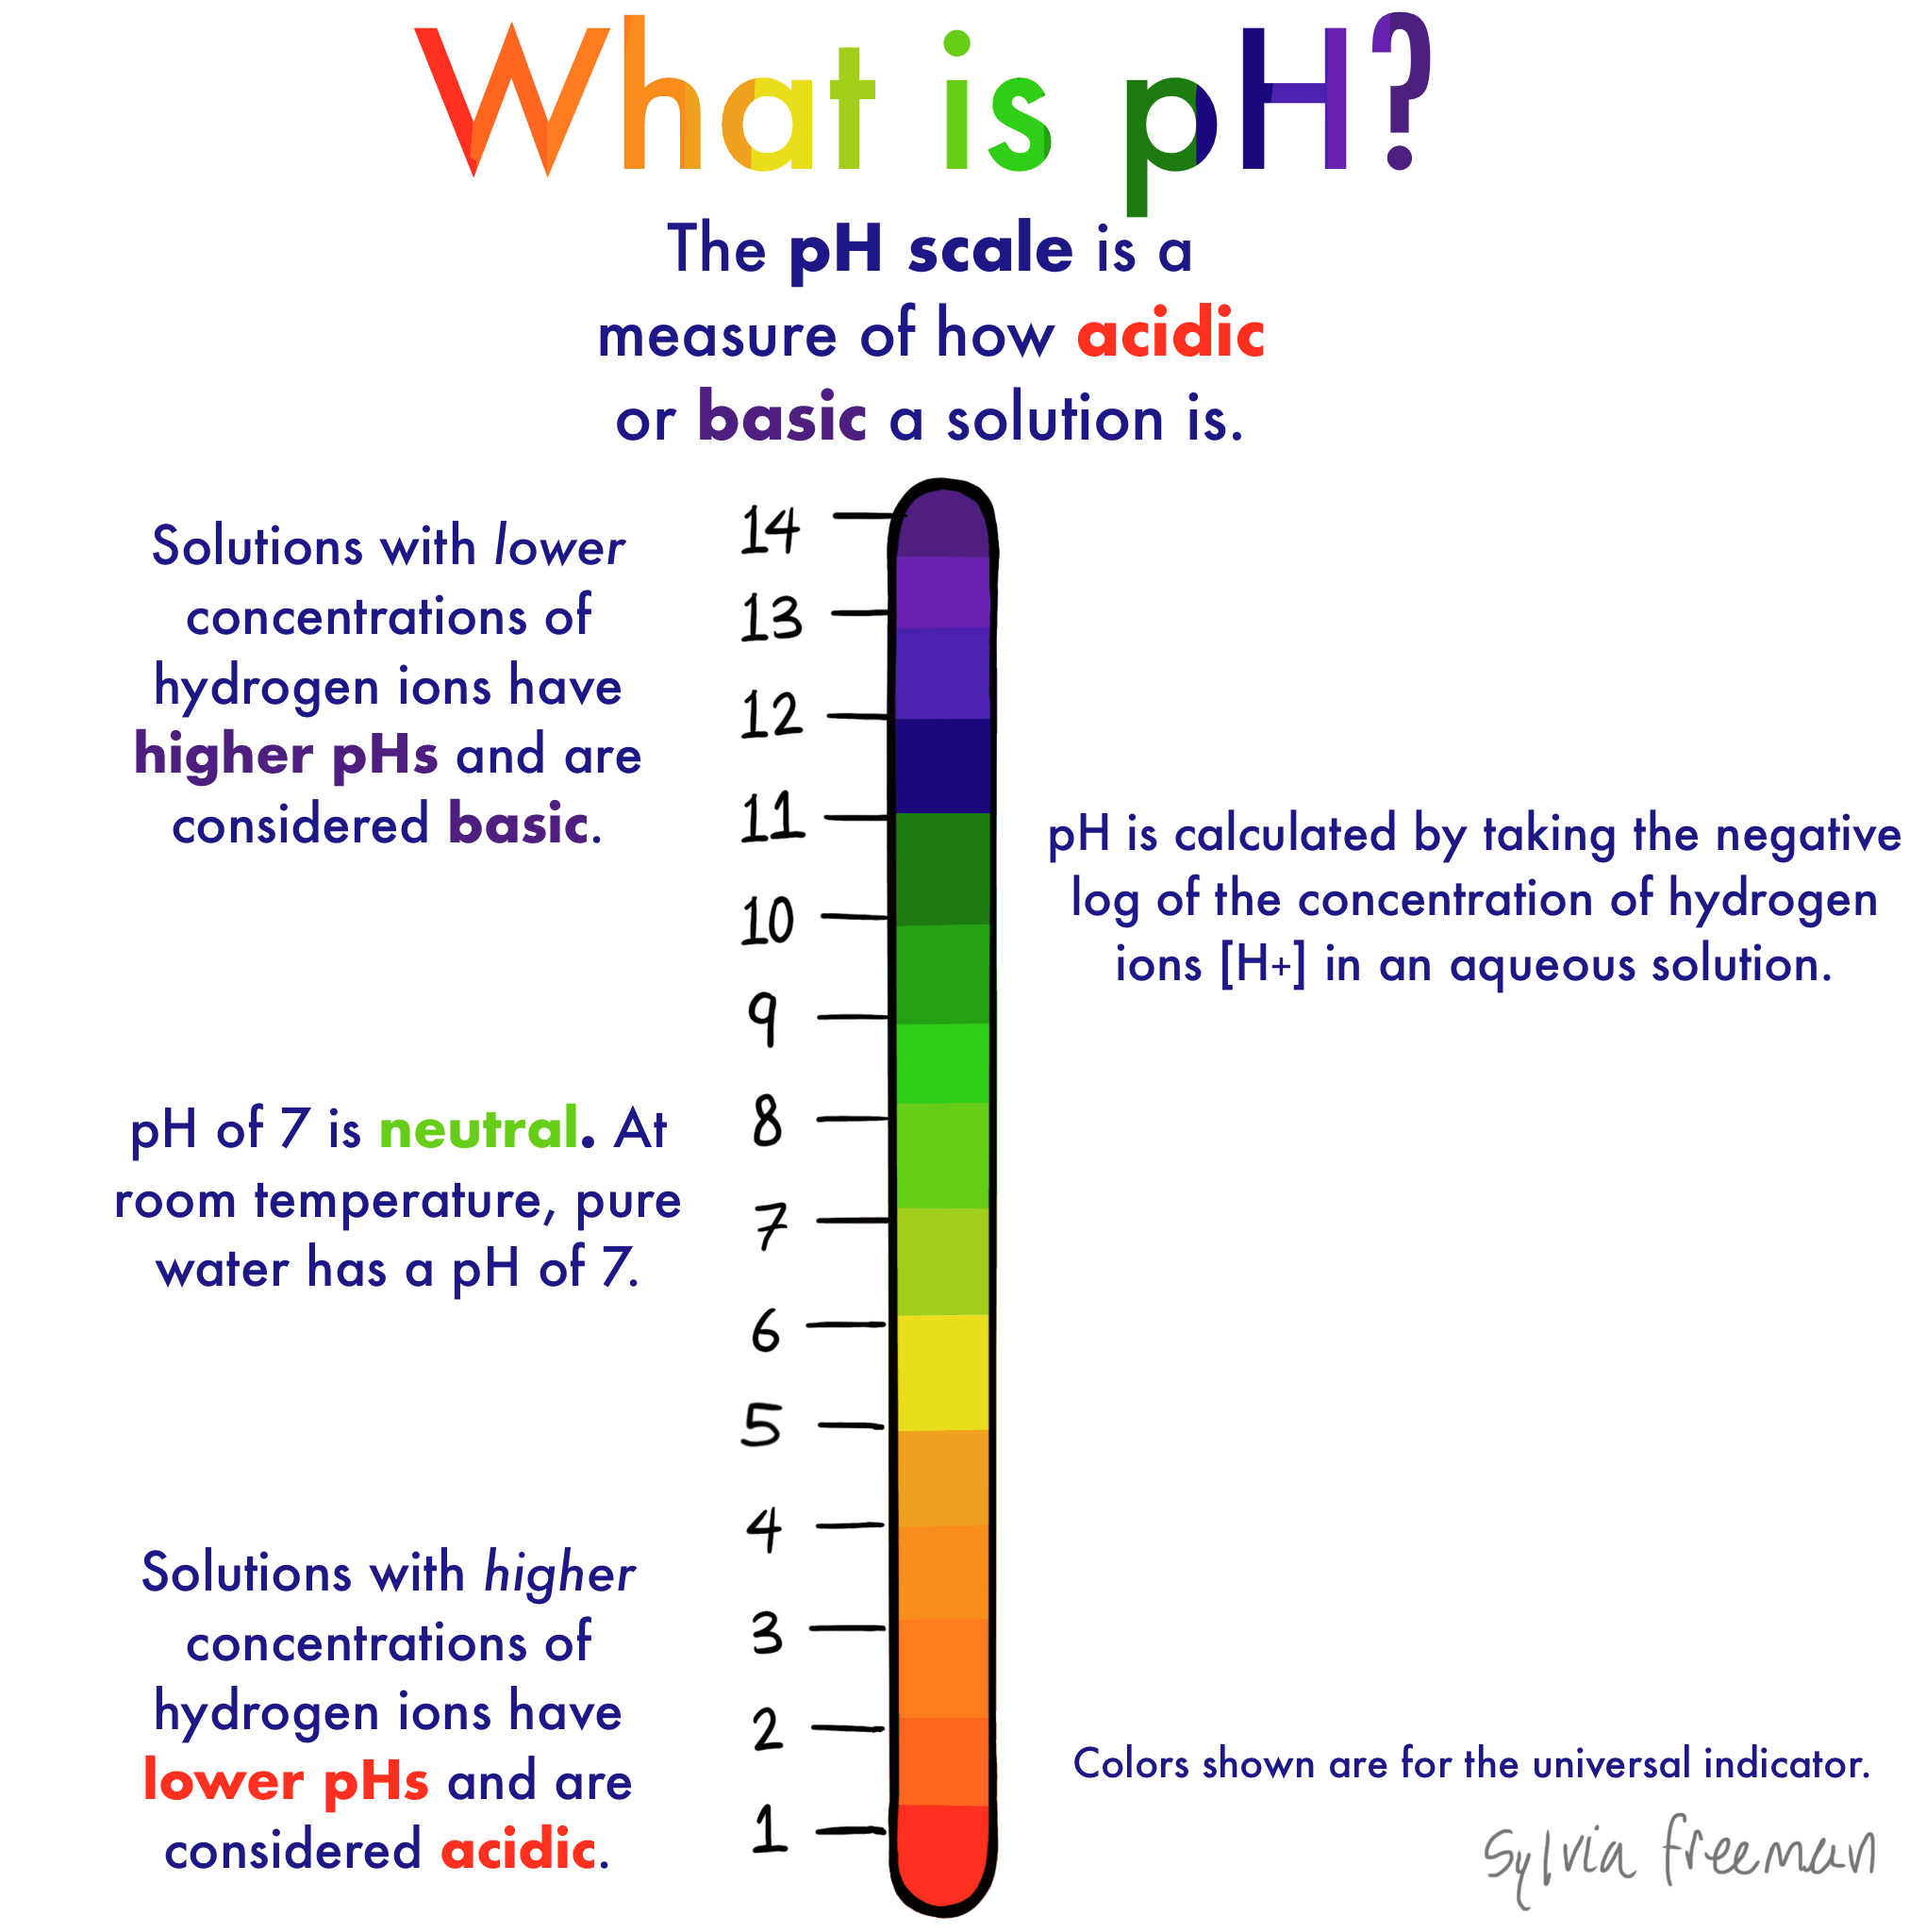 What is pH?
The pH scale is a
measure of how acidic
or basic a solution is.
Solutions with lower
concentrations of
hydrogen ions have
higher pHs and are
considered basic.
pH of 7 is neutral. At
room temperature, pure
water has a pH of 7.
Solutions with higher
concentrations of
hydrogen ions have
lower pHs and are
considered acidic.
14
13
12
11
10
9
8
7
6
5
4
3
2
1
pH is calculated by taking the negative
log of the concentration of hydrogen
ions [H+] in an aqueous solution.
Colors shown are for the universal indicator.
Sylvia Freeman